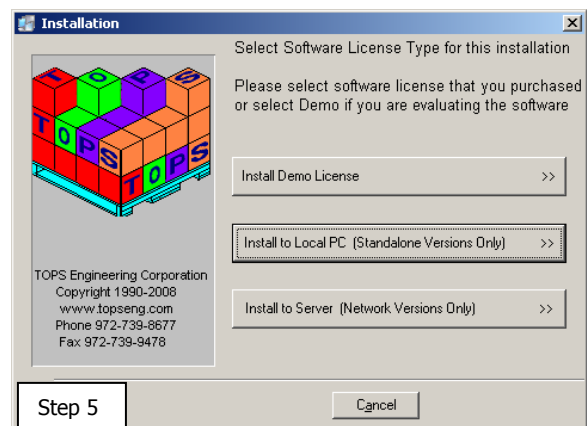 Installation
Select Software License Type for this installation
Please select software license that you purchased
or select Demo if you are evaluating the software
T O P S
TOPS
TOPS
Install Demo License >>
Install to Local PC (Standalone Versions Only) >>
Install to Server (Network Versions Only) >>
TOPS Engineering Corporation
Copyright 1990-2008
www.topseng.com
Phone 972-739-8677
Fax 972-739-9478
Step 5
Cancel